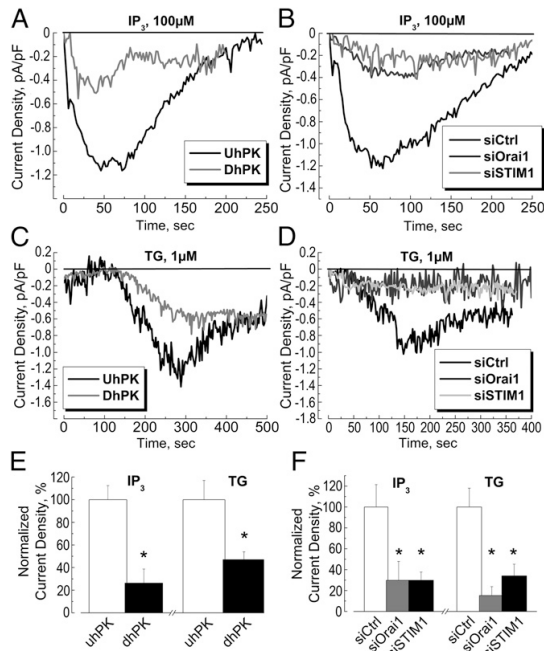 A
IP3, 100µM
Current Density, pA/pF
0
-0.2
-0.4
-0.6
-0.8
-1.0
-1.2
UhPK
DhPK
0 50 100 150 200 250
Time, sec
B
IP3, 100µM
Current Density, pA/pF
0
-0.2
-0.4
-0.6
-0.8
-1.0
-1.2
-1.4
siCtrl
siOrai1
siSTIM1
0 50 100 150 200 250
Time, sec
C
TG, 1µM
Current Density, pA/pF
0.2
0
-0.2
-0.4
-0.6
-0.8
-1.0
-1.2
-1.4
-1.6
-1.8
UhPK
DhPK
0 100 200 300 400 500
Time, sec
D
TG, 1µM
Current Density, pA/pF
0.2
0
-0.2
-0.4
-0.6
-0.8
-1.0
-1.2
-1.4
-1.6
-1.8
siCtrl
siOrai1
siSTIM1
0 50 100 150 200 250 300 350 400
Time, sec
E
IP3 TG
Normalized
Current Density, %
120
100
80
60
40
20
0
* *
uhPK dhPK uhPK dhPK
F
IP3 TG
Normalized
Current Density, %
120
100
80
60
40
20
0
* * * *
siCtrl siOrai1 siSTIM1 siCtrl siOrai1 siSTIM1